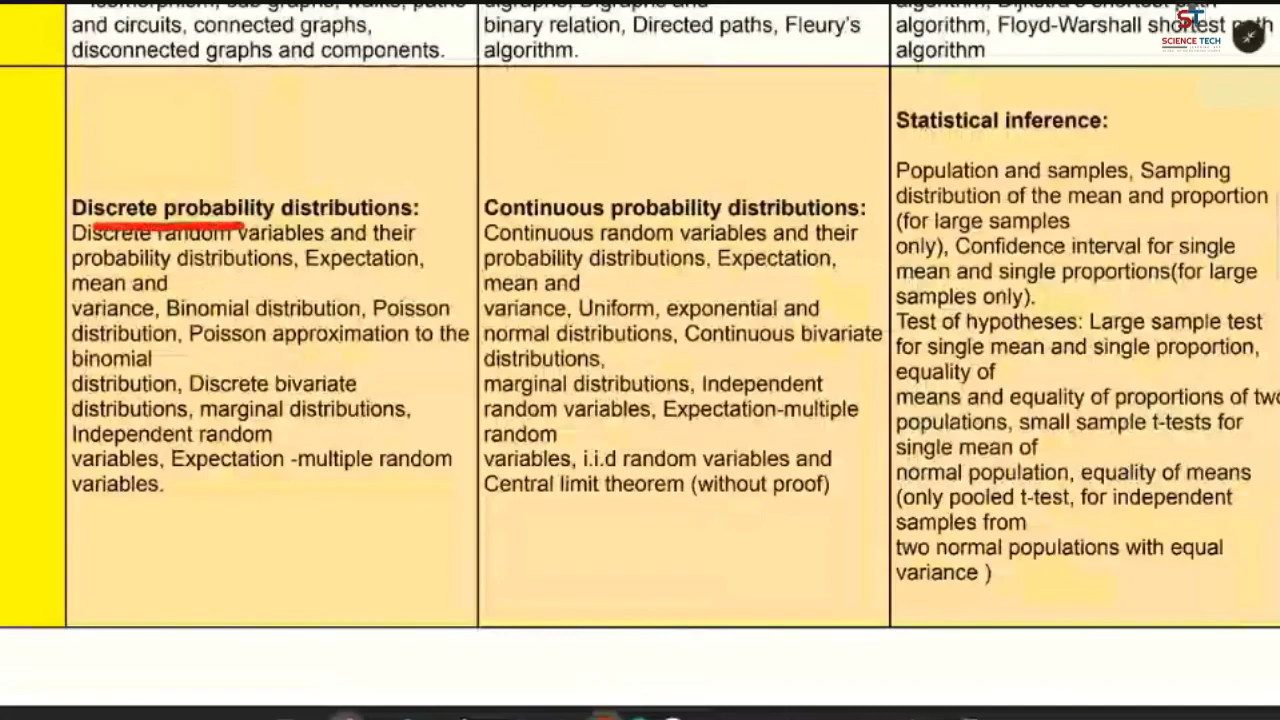 and circuits, connected graphs,
disconnected graphs and components.
binary relation, Directed paths, Fleury's
algorithm.
algorithm, Floyd-Warshall shortest path
algorithm
ST
SCIENCE TECH
Discrete probability distributions:
Discrete random variables and their
probability distributions, Expectation,
mean and
variance, Binomial distribution, Poisson
distribution, Poisson approximation to the
binomial
distribution, Discrete bivariate
distributions, marginal distributions,
Independent random
variables, Expectation -multiple random
variables.
Continuous probability distributions:
Continuous random variables and their
probability distributions, Expectation,
mean and
variance, Uniform, exponential and
normal distributions, Continuous bivariate
distributions,
marginal distributions, Independent
random variables, Expectation-multiple
random
variables, i.i.d random variables and
Central limit theorem (without proof)
Statistical inference:
Population and samples, Sampling
distribution of the mean and proportion
(for large samples
only), Confidence interval for single
mean and single proportions(for large
samples only).
Test of hypotheses: Large sample test
for single mean and single proportion,
equality of
means and equality of proportions of two
populations, small sample t-tests for
single mean of
normal population, equality of means
(only pooled t-test, for independent
samples from
two normal populations with equal
variance )